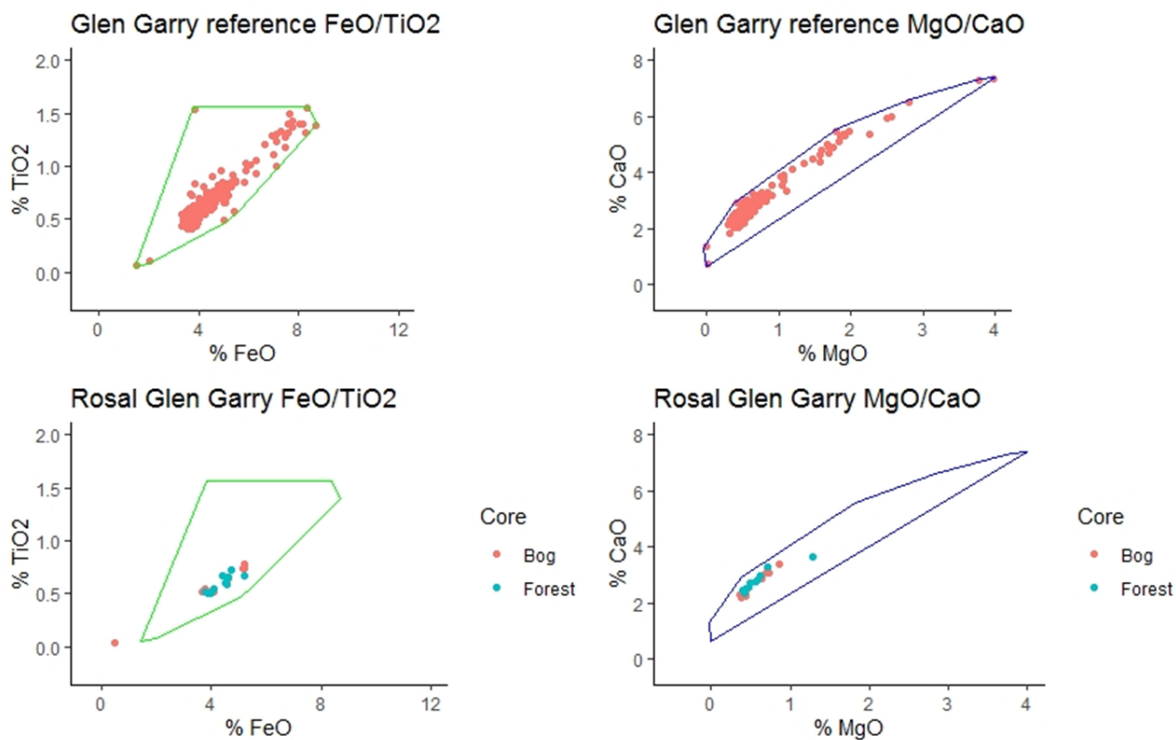 Glen Garry reference FeO/TiO2
% TiO2
2.0
1.5
1.0
0.5
0.0
0
4
8
12
% FeO
Glen Garry reference MgO/CaO
% CaO
8
6
4
2
0
0
1
2
3
4
% MgO
Rosal Glen Garry FeO/TiO2
% TiO2
2.0
1.5
1.0
0.5
0.0
0
4
8
12
% FeO
Core
Bog
Forest
Rosal Glen Garry MgO/CaO
% CaO
8
6
4
2
0
0
1
2
3
4
% MgO
Core
Bog
Forest